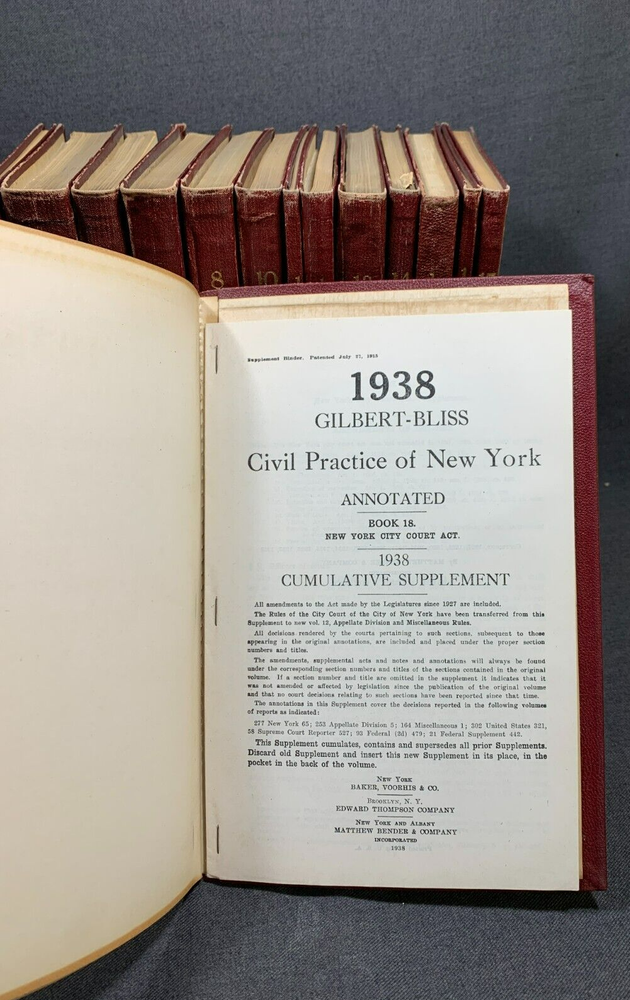 8
10
1
12
14
1
1
17
Supplement Binder, Patented July 27, 1915
1938
GILBERT-BLISS
Civil Practice of New York
ANNOTATED
BOOK 18.
NEW YORK CITY COURT ACT.
1938
CUMULATIVE SUPPLEMENT
All amendments to the Act made by the Legislatures since 1927 are included.
The Rules of the City Court of the City of New York have been transferred from this
Supplement to new vol. 12, Appellate Division and Miscellaneous Rules.
All decisions rendered by the courts pertaining to such sections, subsequent to those
appearing in the original annotations, are included and placed under the proper section
numbers and titles.
The amendments, supplemental acts and notes and annotations will always be found
under the corresponding section numbers and titles of the sections contained in the original
volume. If a section number and title are omitted in the supplement it indicates that it
was not amended or affected by legislation since the publication of the original volume
and that no court decisions relating to such sections have been reported since that time.
The annotations in this Supplement cover the decisions reported in the following volumes
of reports as indicated:
277 New York 65; 253 Appellate Division 5; 164 Miscellaneous 1; 302 United States 321,
58 Supreme Court Reporter 527; 93 Federal (2d) 479; 21 Federal Supplement 442.
This Supplement cumulates, contains and supersedes all prior Supplements.
Discard old Supplement and insert this new Supplement in its place, in the
pocket in the back of the volume.
NEW YORK
BAKER, VOORHIS & CO.
BROOKLYN, N. Y.
EDWARD THOMPSON COMPANY
NEW YORK AND ALBANY
MATTHEW BENDER & COMPANY
INCORPORATED
1938